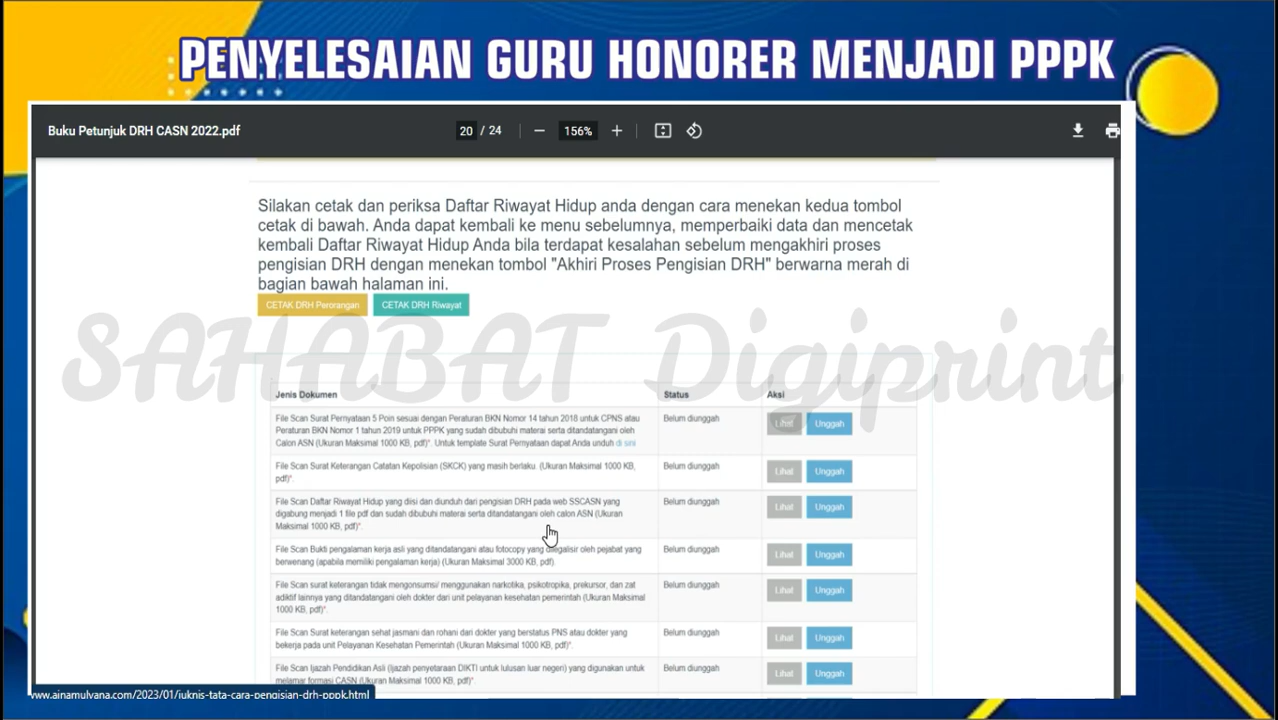 PENYELESAIAN GURU HONORER MENJADI PPPK
Buku Petunjuk DRH CASN 2022.pdf
20 / 24
156%
Silakan cetak dan periksa Daftar Riwayat Hidup anda dengan cara menekan kedua tombol
cetak di bawah. Anda dapat kembali ke menu sebelumnya, memperbaiki data dan mencetak
kembali Daftar Riwayat Hidup Anda bila terdapat kesalahan sebelum mengakhiri proses
pengisian DRH dengan menekan tombol "Akhiri Proses Pengisian DRH" berwarna merah di
bagian bawah halaman ini.
CETAK DRH Perorangan CETAK DRH Riwayat
SAHABAT Digiprint
Jenis Dokumen Status Aksi
File Scan Surat Pernyataan 5 Poin sesuai dengan Peraturan BKN Nomor 14 tahun 2018 untuk CPNS atau
Peraturan BKN Nomor 1 tahun 2019 untuk PPPK yang sudah dibubuhi materai serta ditandatangani oleh
Calon ASN (Ukuran Maksimal 1000 KB, pdf)*. Untuk template Surat Pernyataan dapat Anda unduh di sini
Belum diunggah
Lihat Unggah
File Scan Surat Keterangan Catatan Kepolisian (SKCK) yang masih berlaku. (Ukuran Maksimal 1000 KB,
pdf)*.
Belum diunggah
Lihat Unggah
File Scan Daftar Riwayat Hidup yang diisi dan diunduh dari pengisian DRH pada web SSCASN yang
digabung menjadi 1 file pdf dan sudah dibubuhi materai serta ditandatangani oleh calon ASN (Ukuran
Maksimal 1000 KB, pdf)*.
Belum diunggah
Lihat Unggah
File Scan Bukti pengalaman kerja asli yang ditandatangani atau fotocopy yang dilegalisir oleh pejabat yang
berwenang (apabila memiliki pengalaman kerja) (Ukuran Maksimal 3000 KB, pdf).
Belum diunggah
Lihat Unggah
File Scan surat keterangan tidak mengonsumsi/ menggunakan narkotika, psikotropika, prekursor, dan zat
adiktif lainnya yang ditandatangani oleh dokter dari unit pelayanan kesehatan pemerintah (Ukuran Maksimal
1000 KB, pdf)*.
Belum diunggah
Lihat Unggah
File Scan Surat keterangan sehat jasmani dan rohani dari dokter yang berstatus PNS atau dokter yang
bekerja pada unit Pelayanan Kesehatan Pemerintah (Ukuran Maksimal 1000 KB, pdf)*.
Belum diunggah
Lihat Unggah
File Scan Ijazah Pendidikan Asli (Ijazah penyetaraan DIKTI untuk lulusan luar negeri) yang digunakan untuk
melamar formasi CASN (Ukuran Maksimal 1000 KB, pdf)*
Belum diunggah
Lihat Unggah
www.ainamulyana.com/2023/01/juknis-tata-cara-pengisian-drh-pppk.html